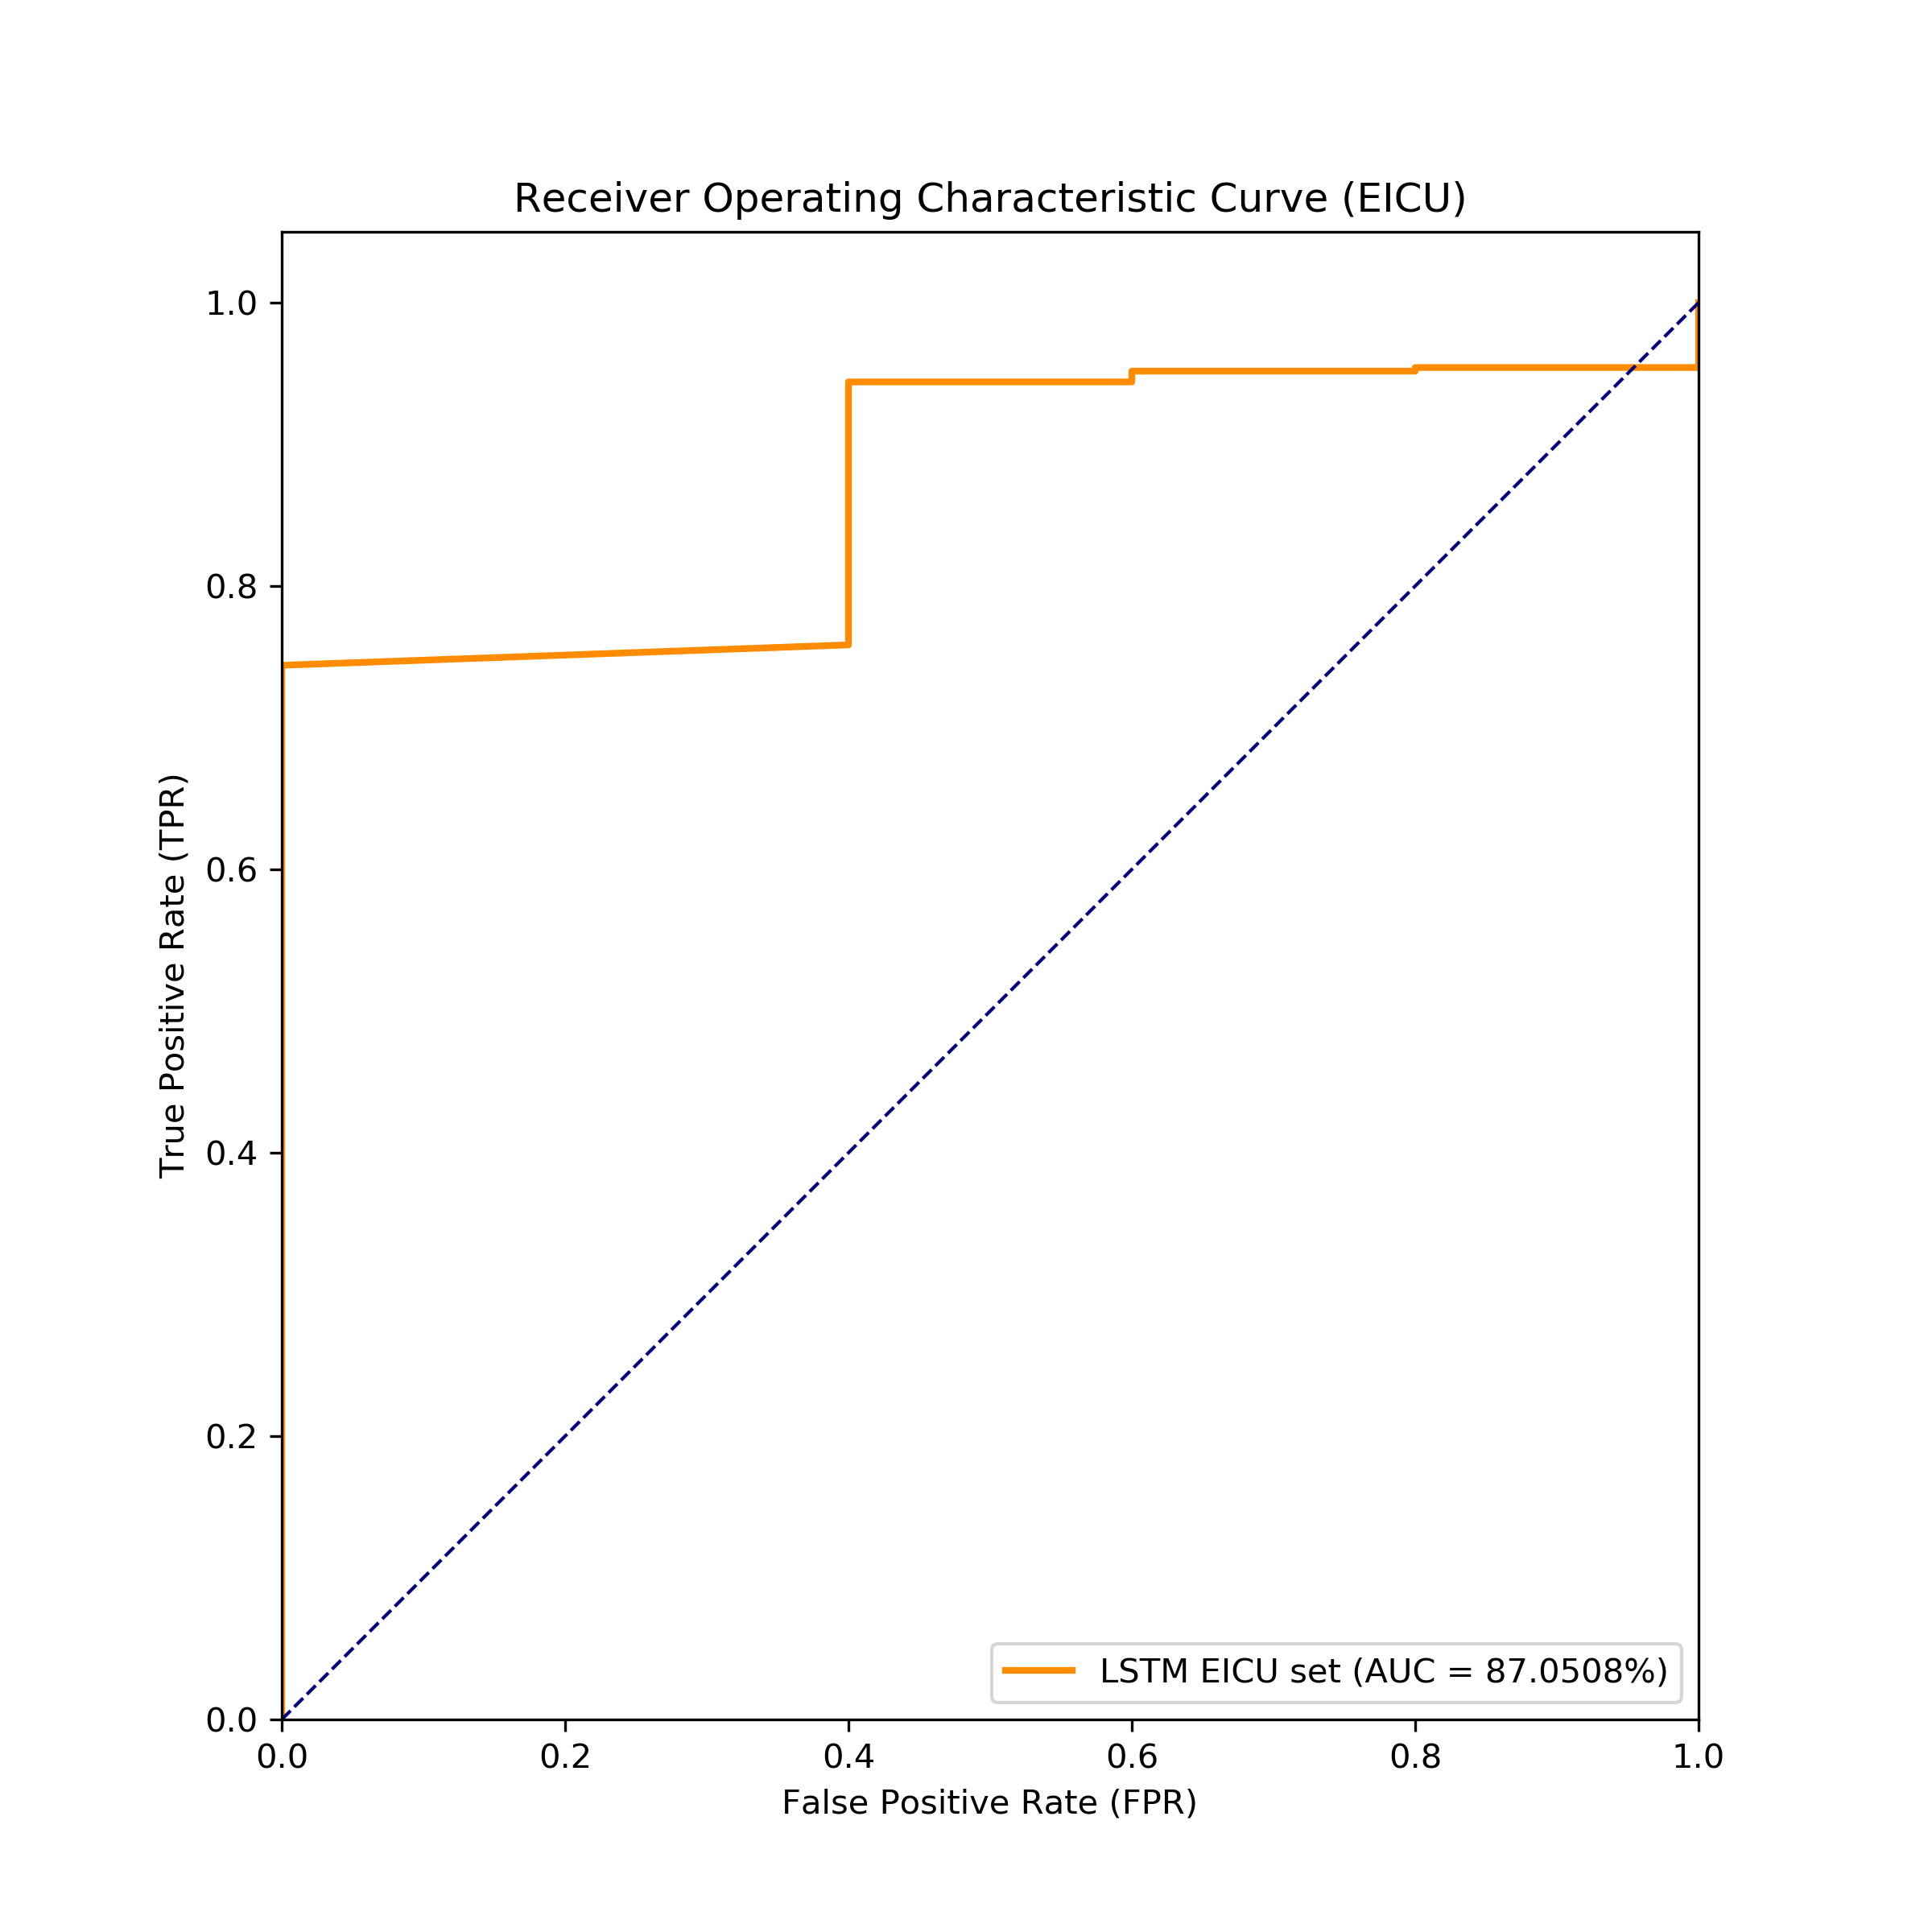 Receiver Operating Characteristic Curve (EICU)
1.0
0.8
0.6
0.4
0.2
0.0
True Positive Rate (TPR)
LSTM EICU set (AUC = 87.0508%)
0.0 0.2 0.4 0.6 0.8 1.0
False Positive Rate (FPR)